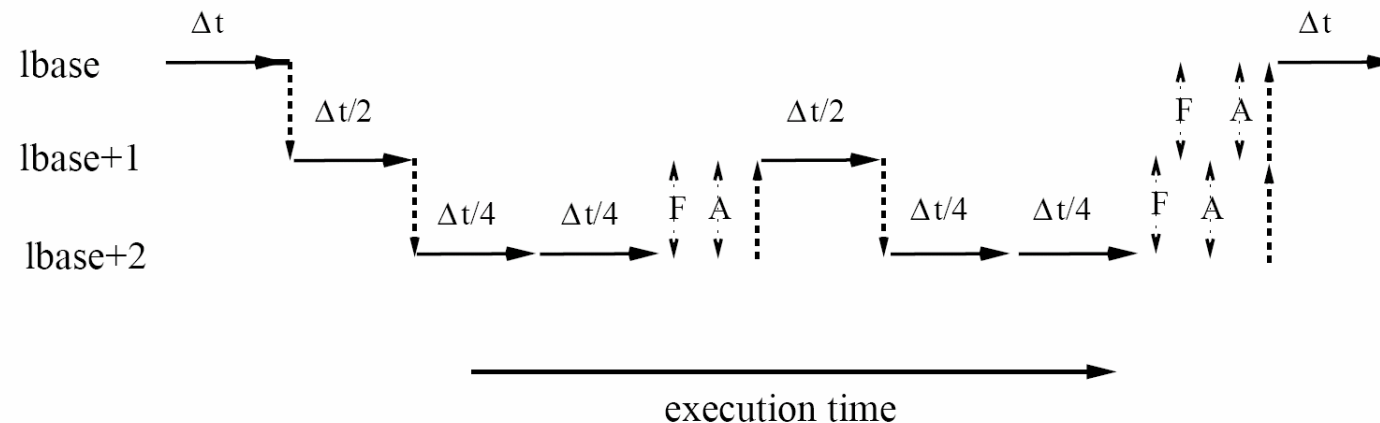 Δt Δt
lbase F A
Δt/2 Δt/2
lbase+1
Δt/4 Δt/4 F A Δt/4 Δt/4 F A
lbase+2
execution time